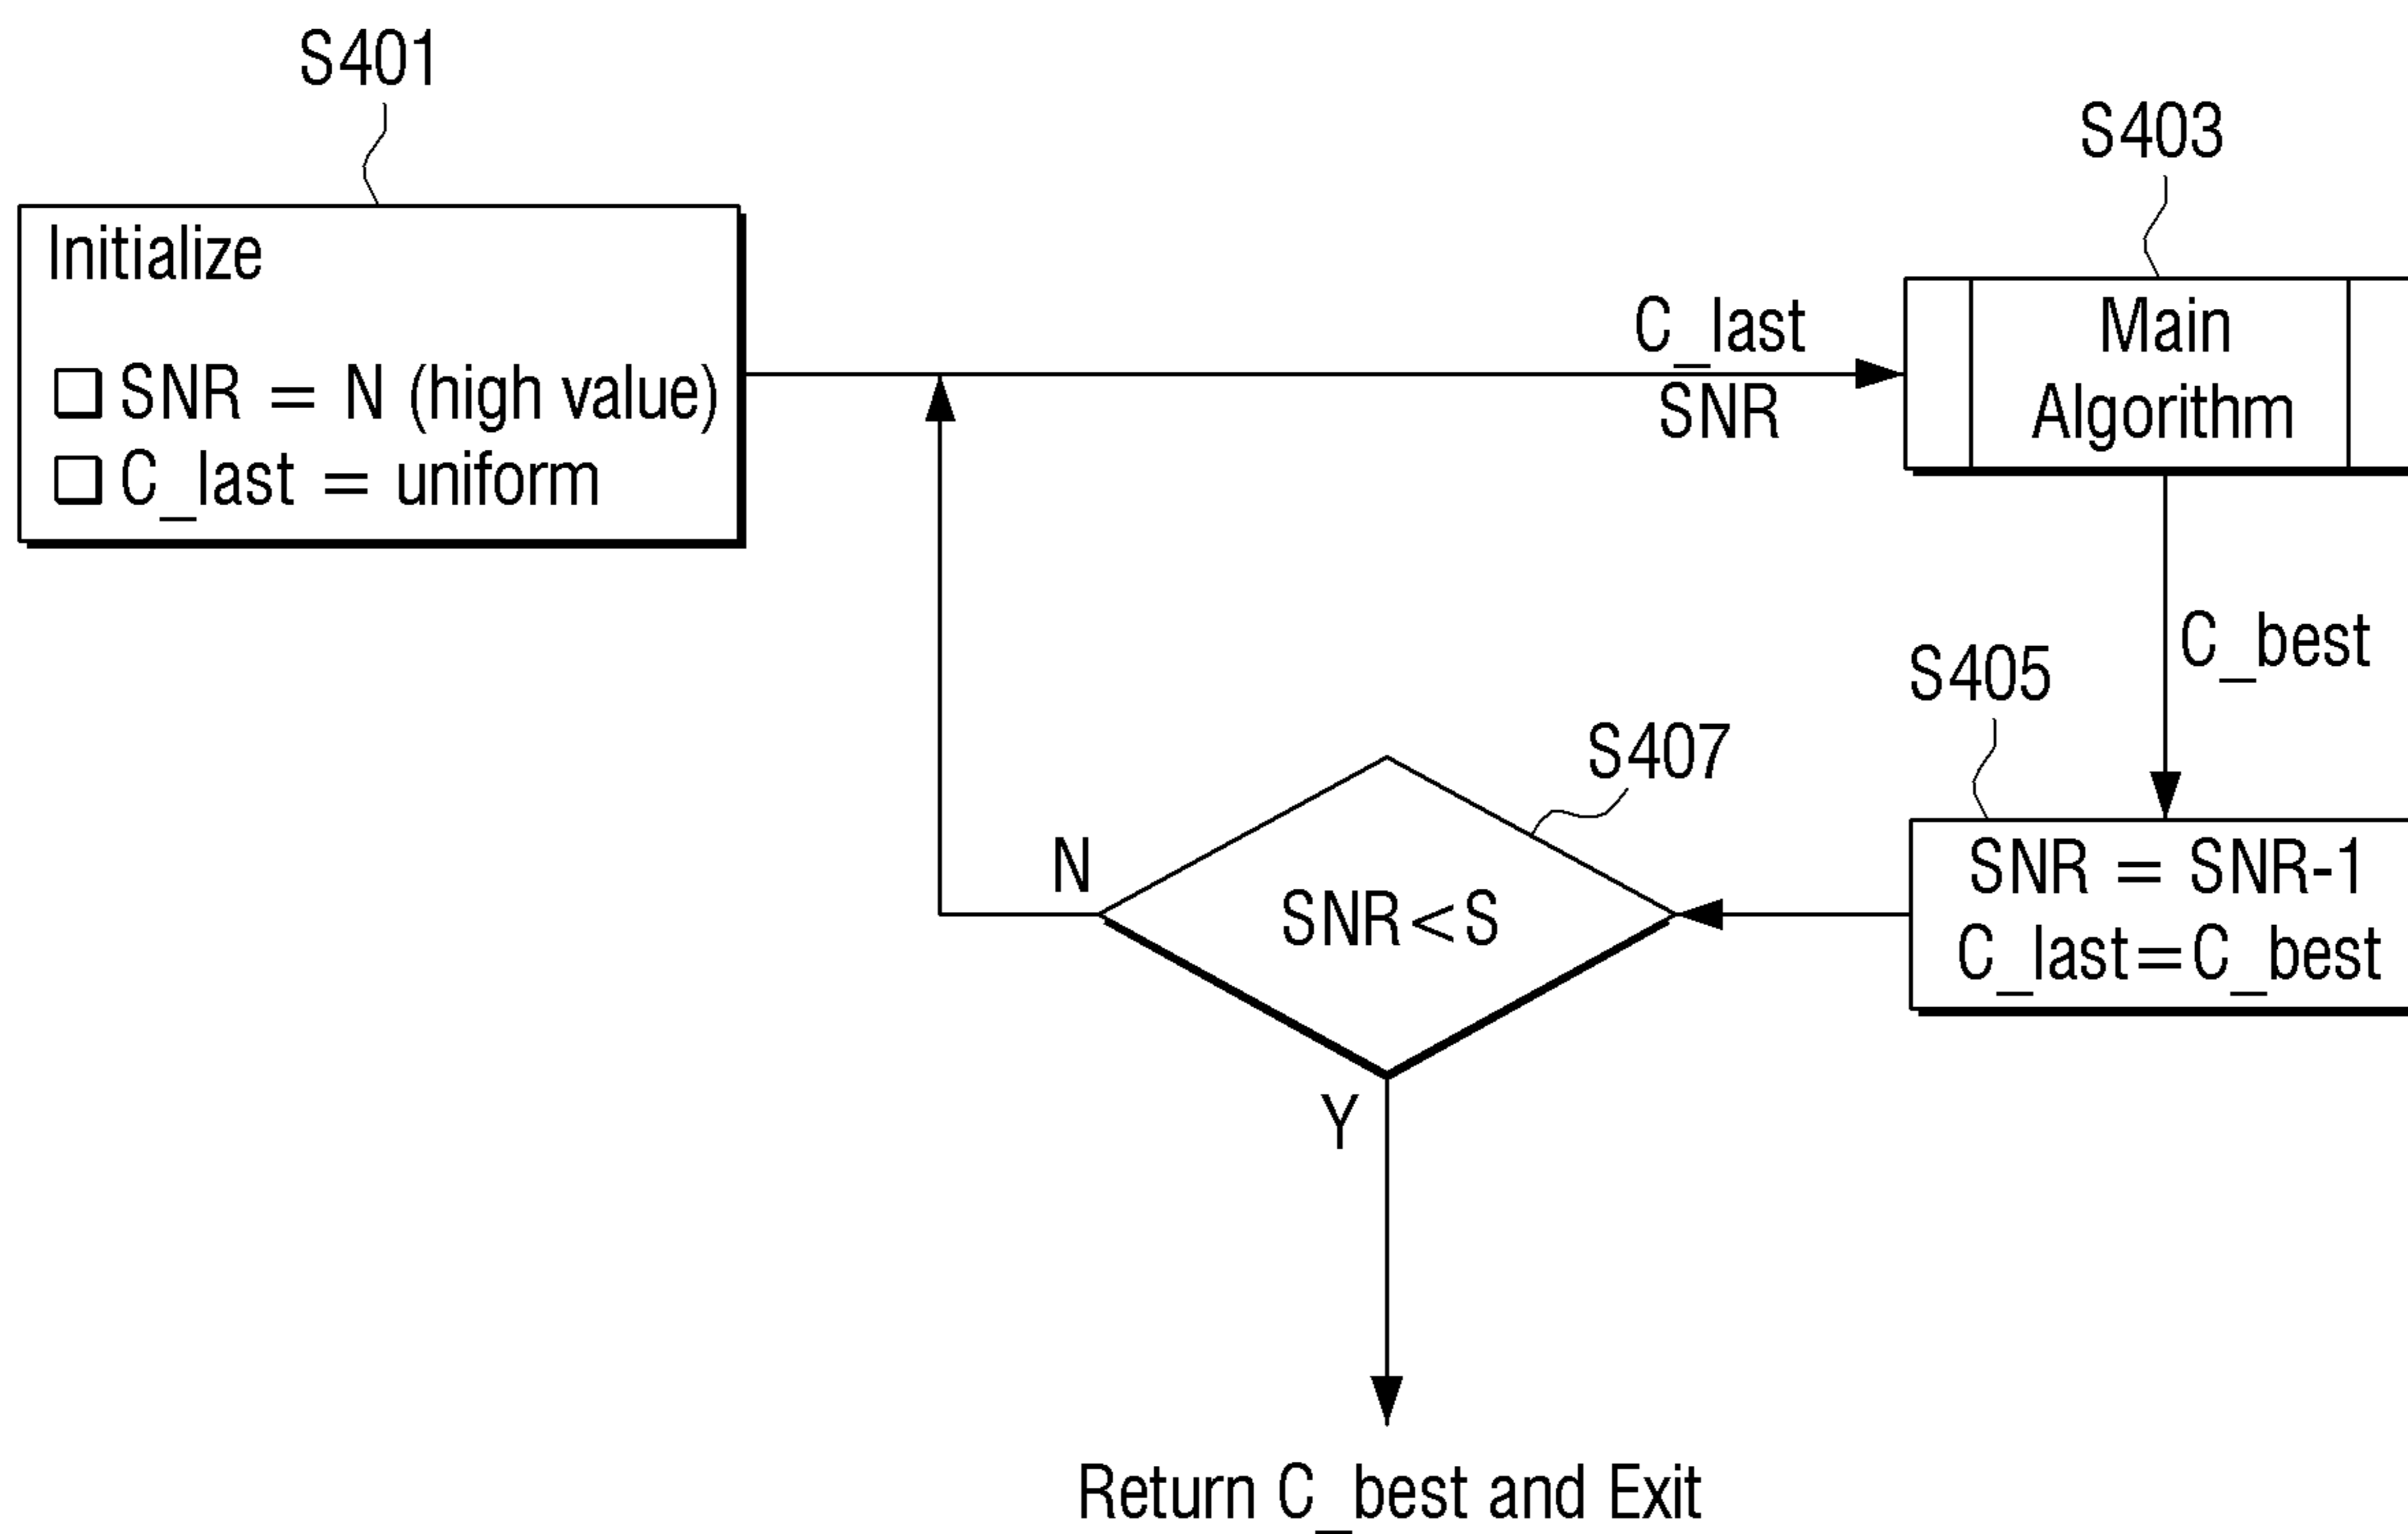 S401
Initialize
SNR = N (high value)
C_last = uniform
C_last
SNR
S403
Main
Algorithm
C_best
S405
SNR = SNR-1
C_last=C_best
S407
SNR<S
N
Y
Return C_best and Exit